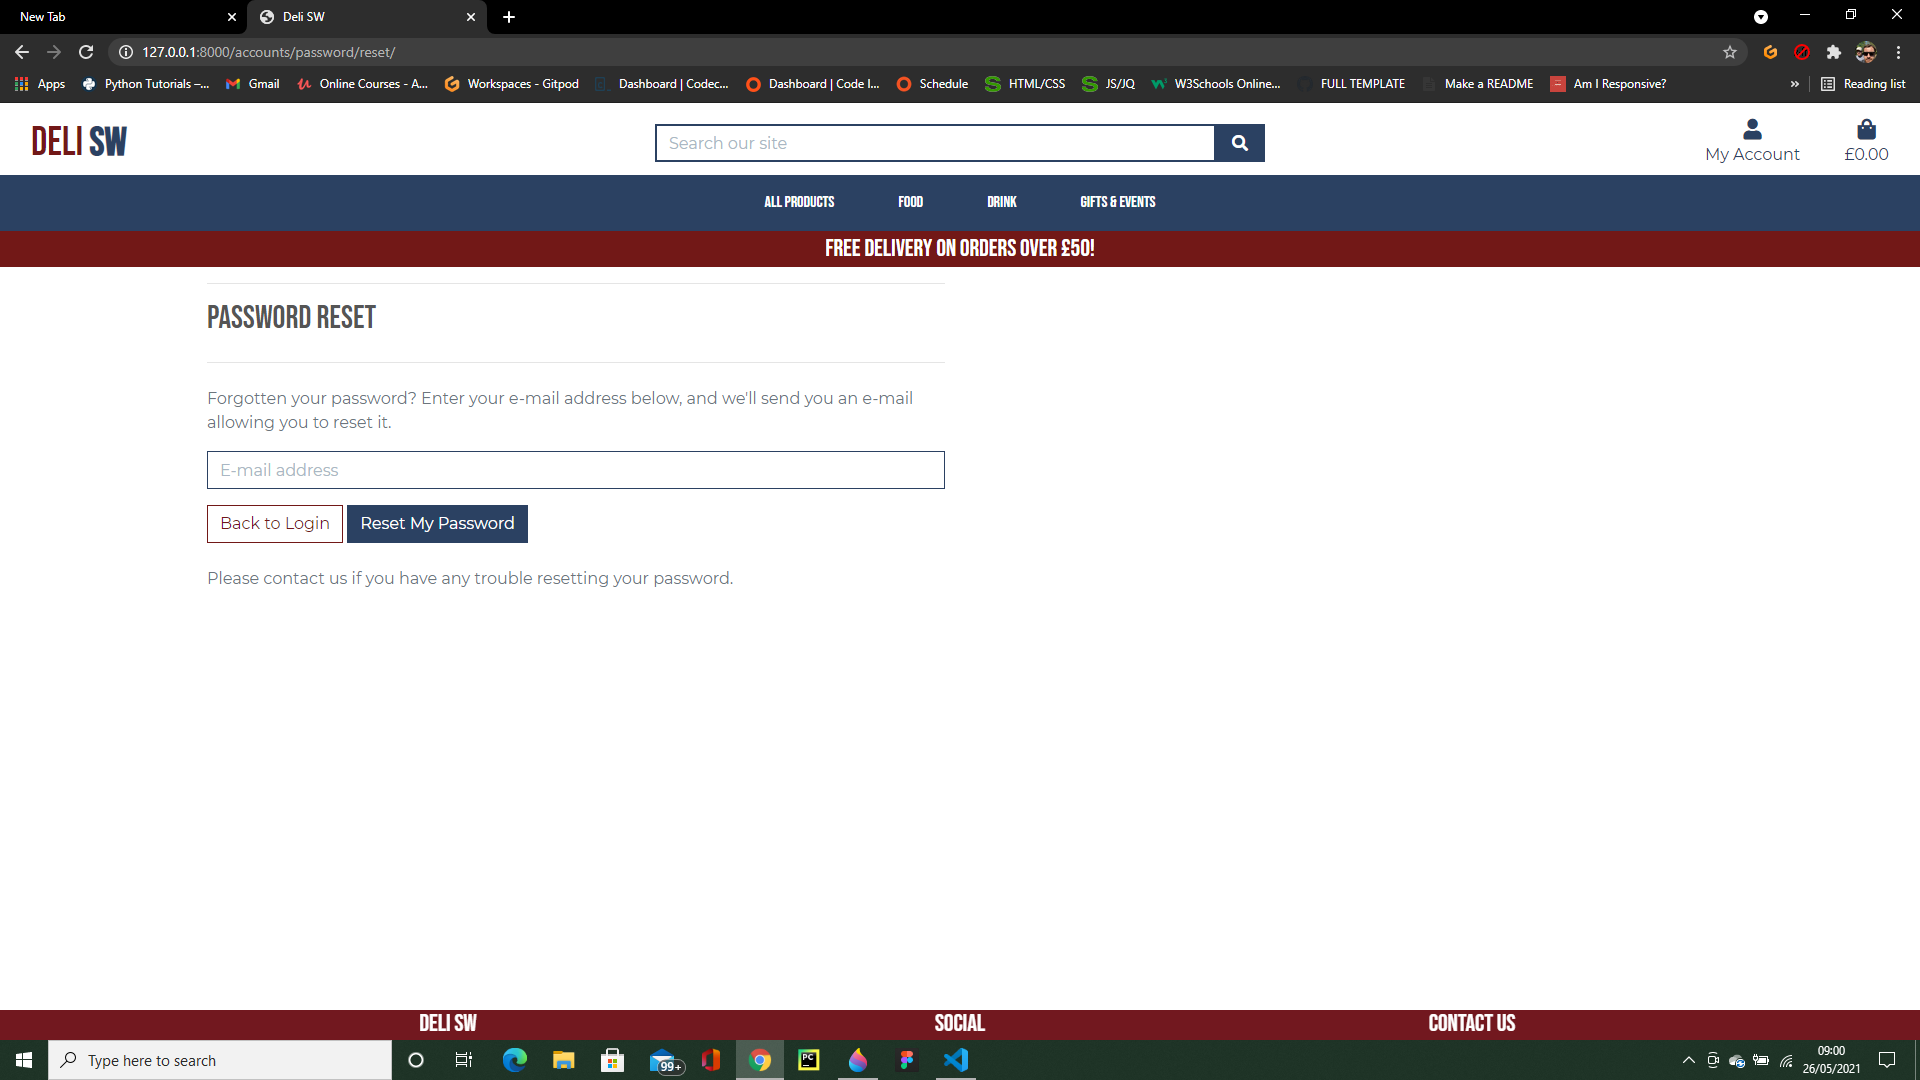 New Tab
Deli SW
127.0.0.1:8000/accounts/password/reset/
Apps
Python Tutorials –...
Gmail
Online Courses - A...
Workspaces - Gitpod
Dashboard | Codec...
Dashboard | Code I...
Schedule
HTML/CSS
JS/JQ
W3Schools Online...
FULL TEMPLATE
Make a README
Am I Responsive?
»
Reading list
DELI SW
Search our site
My Account
£0.00
ALL PRODUCTS
FOOD
DRINK
GIFTS & EVENTS
FREE DELIVERY ON ORDERS OVER £50!
PASSWORD RESET
Forgotten your password? Enter your e-mail address below, and we'll send you an e-mail
allowing you to reset it.
E-mail address
Back to Login
Reset My Password
Please contact us if you have any trouble resetting your password.
DELI SW
SOCIAL
CONTACT US
Type here to search
99+
PC
09:00
26/05/2021